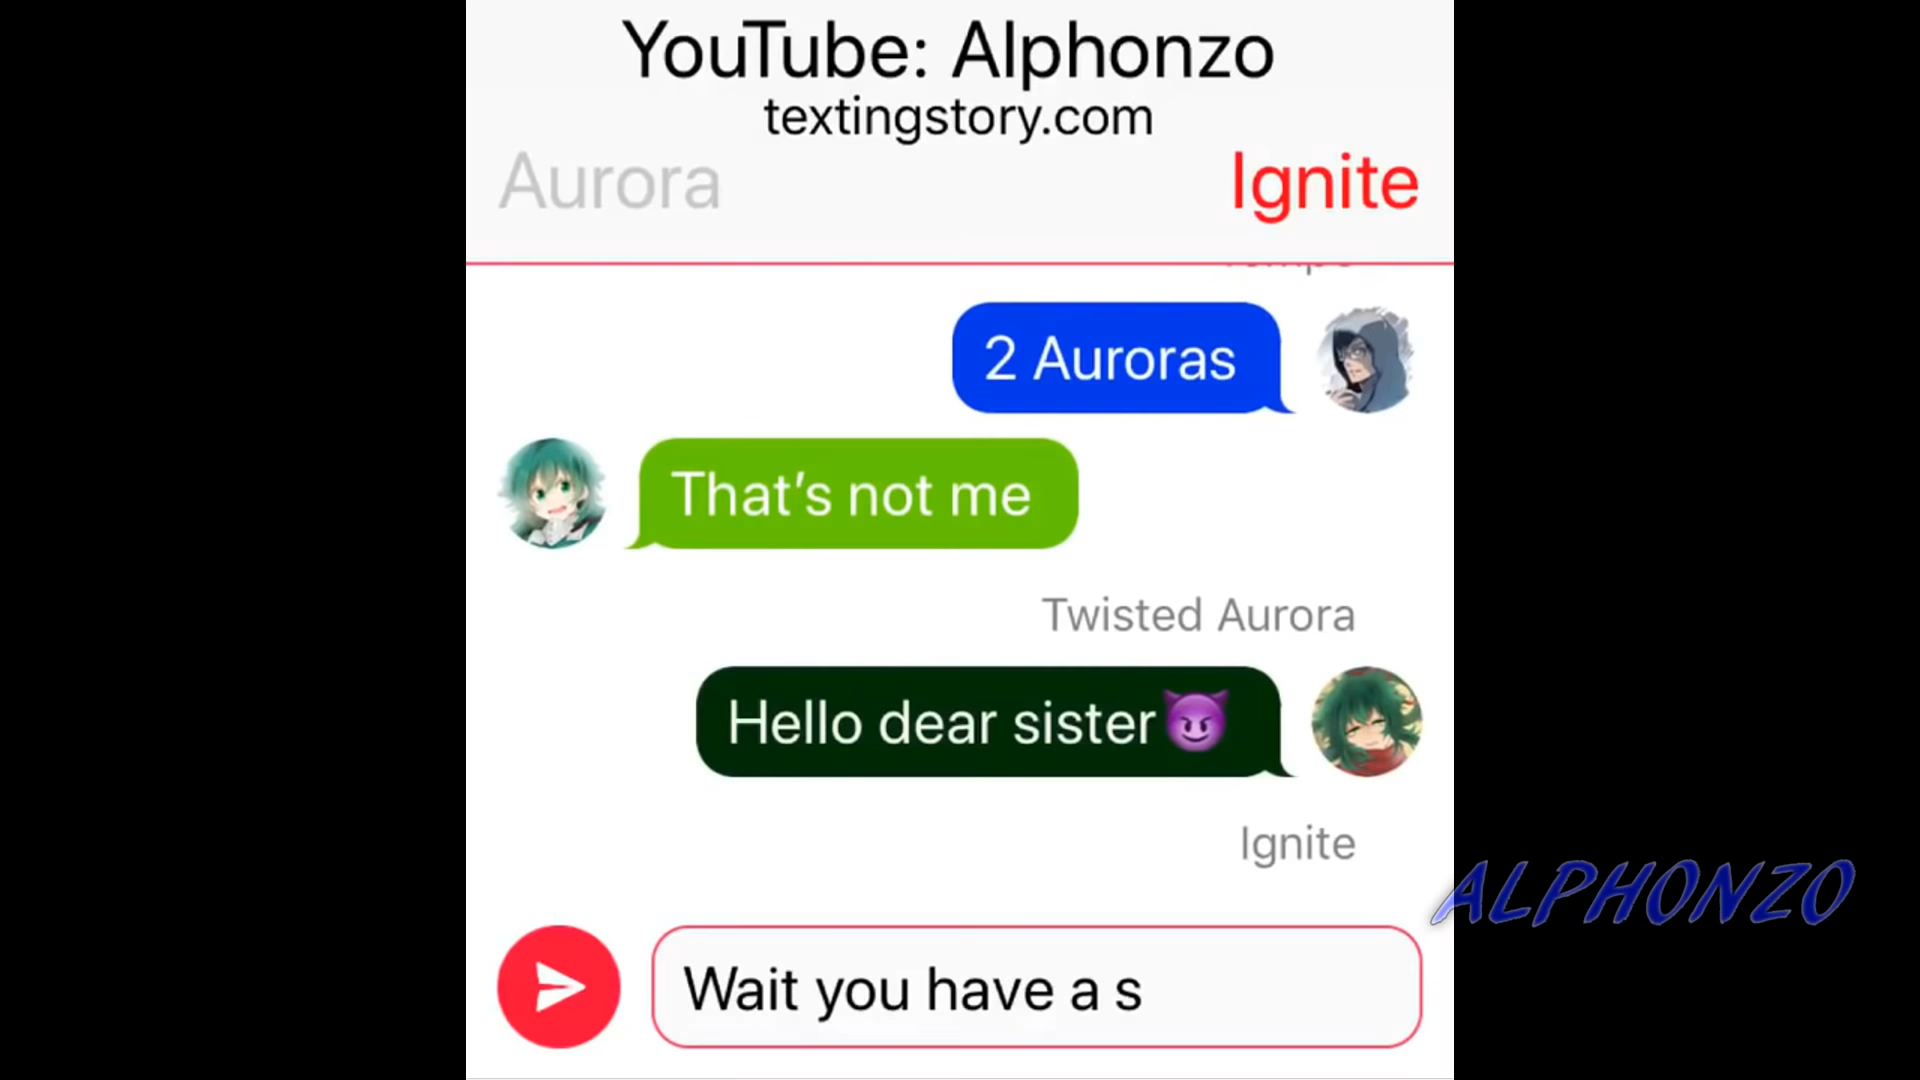 YouTube: Alphonzo
textingstory.com
Aurora
Ignite
2 Auroras
That's not me
Twisted Aurora
Hello dear sister😈
Ignite
Wait you have a s
ALPHONZO